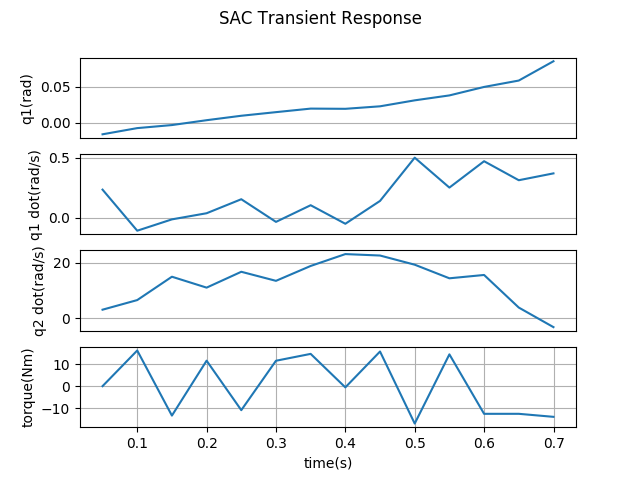 SAC Transient Response
q1(rad)
0.05
0.00
q1 dot(rad/s)
0.5
0.0
q2 dot(rad/s)
20
0
torque(Nm)
10
0
−10
0.1 0.2 0.3 0.4 0.5 0.6 0.7
time(s)